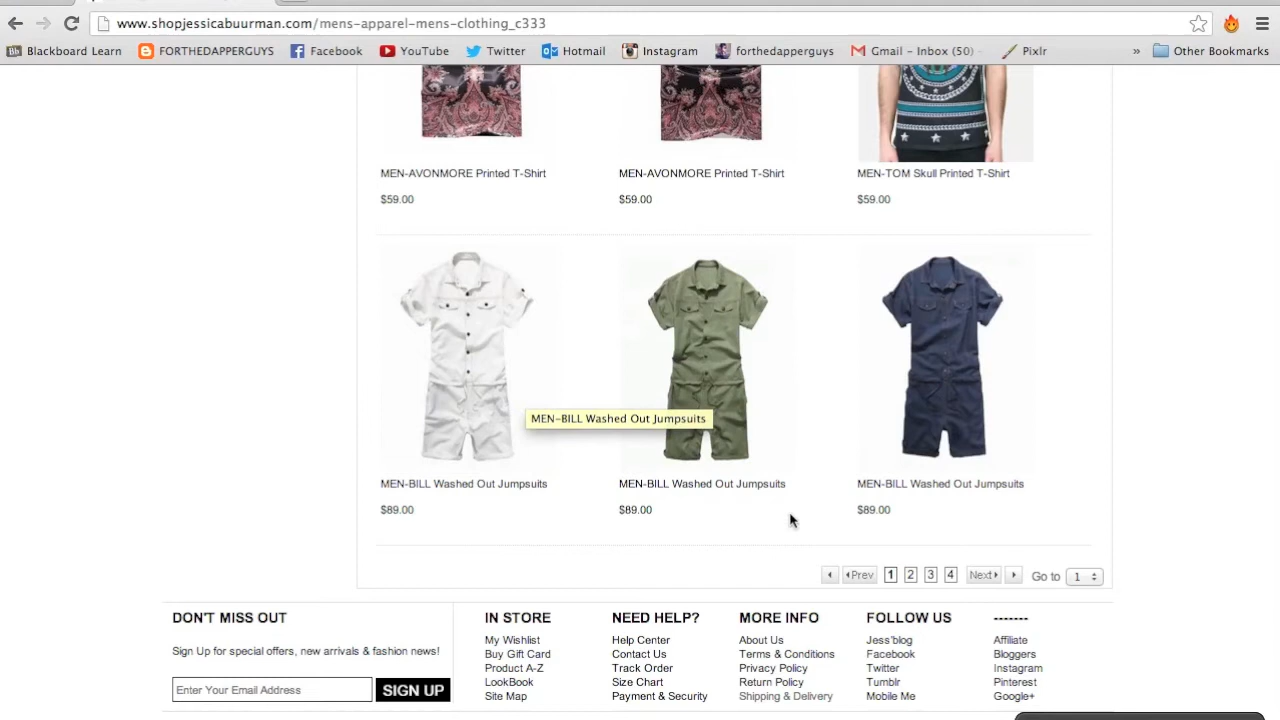 www.shopjessicabuurman.com/mens-apparel-mens-clothing_c333
Bb Blackboard Learn FORTHEDAPPERGUYS Facebook YouTube Twitter Hotmail Instagram forthedapperguys Gmail - Inbox (50) - Pixlr » Other Bookmarks
MEN-AVONMORE Printed T-Shirt MEN-AVONMORE Printed T-Shirt MEN-TOM Skull Printed T-Shirt
$59.00 $59.00 $59.00
MEN-BILL Washed Out Jumpsuits
MEN-BILL Washed Out Jumpsuits MEN-BILL Washed Out Jumpsuits MEN-BILL Washed Out Jumpsuits
$89.00 $89.00 $89.00
Prev 1 2 3 4 Next Go to 1
DON'T MISS OUT IN STORE NEED HELP? MORE INFO FOLLOW US -------
My Wishlist Help Center About Us Jess'blog Affiliate
Sign Up for special offers, new arrivals & fashion news! Buy Gift Card Contact Us Terms & Conditions Facebook Bloggers
Product A-Z Track Order Privacy Policy Twitter Instagram
LookBook Size Chart Return Policy Tumblr Pinterest
Enter Your Email Address SIGN UP Site Map Payment & Security Shipping & Delivery Mobile Me Google+